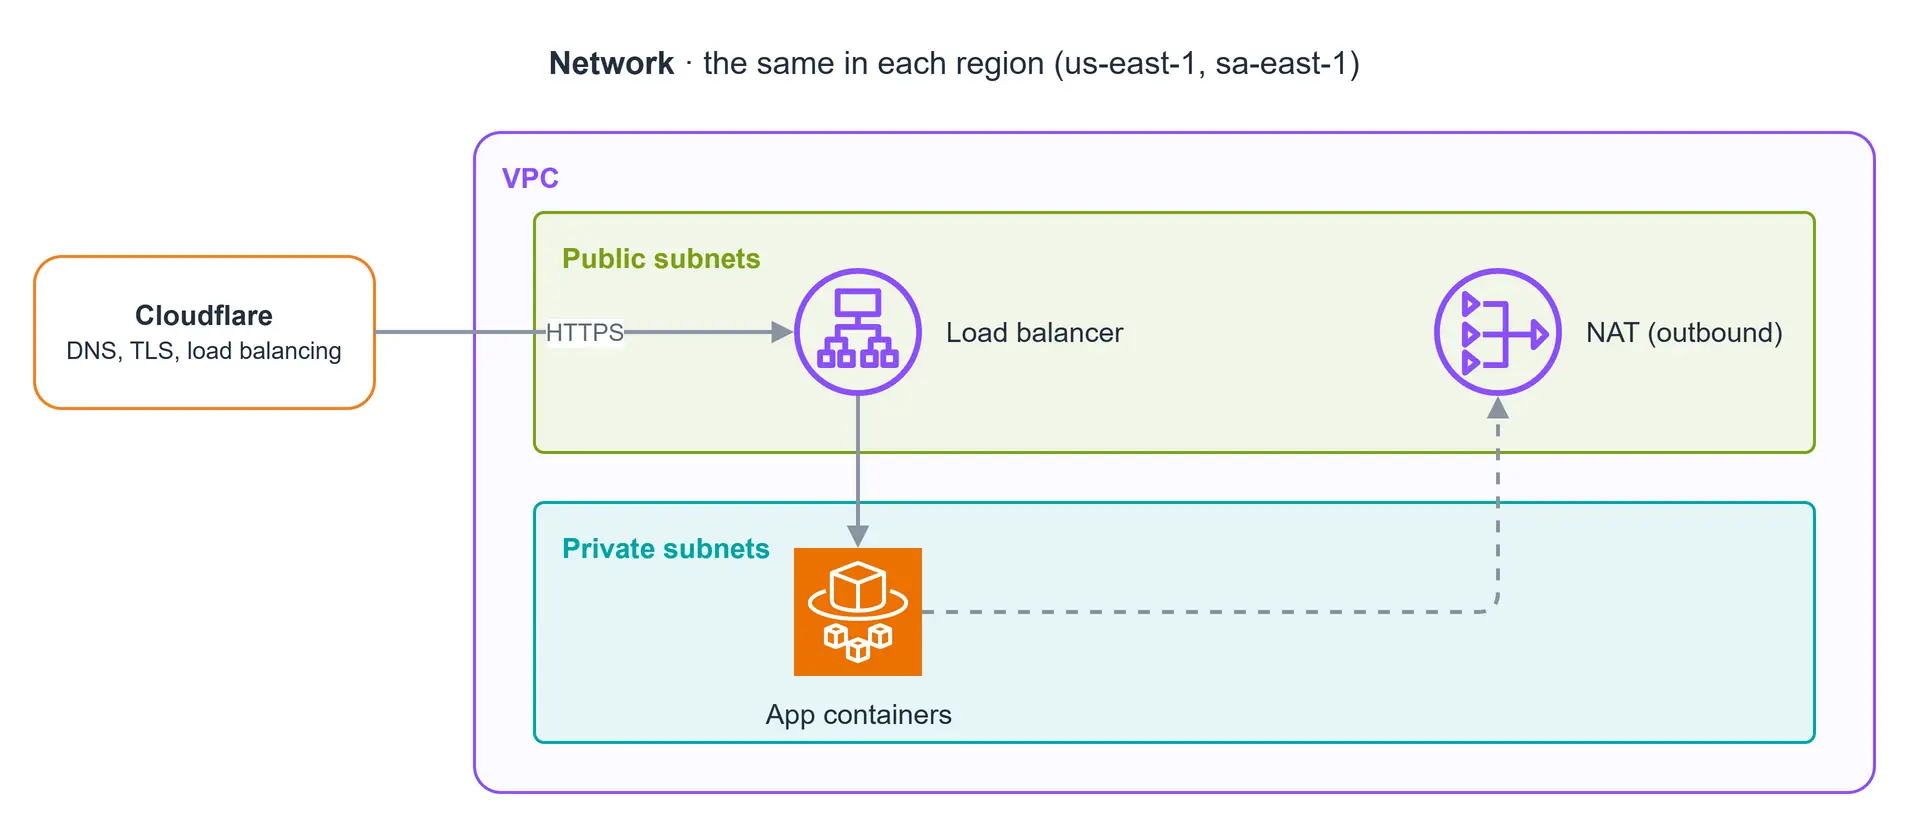 Network · the same in each region (us-east-1, sa-east-1)
VPC
Public subnets
Cloudflare
DNS, TLS, load balancing
HTTPS
Load balancer
NAT (outbound)
Private subnets
App containers